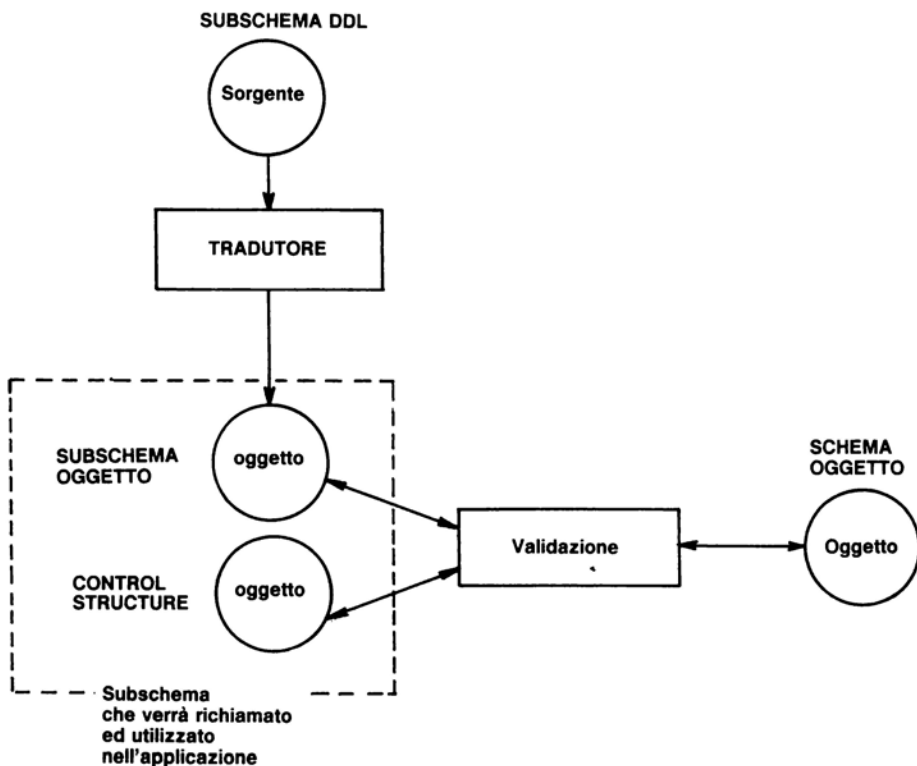 SUBSCHEMA DDL
Sorgente
TRADUTORE
SUBSCHEMA
OGGETTO
oggetto
CONTROL
STRUCTURE
oggetto
Validazione
SCHEMA
OGGETTO
Oggetto
Subschema
che verrà richiamato
ed utilizzato
nell'applicazione